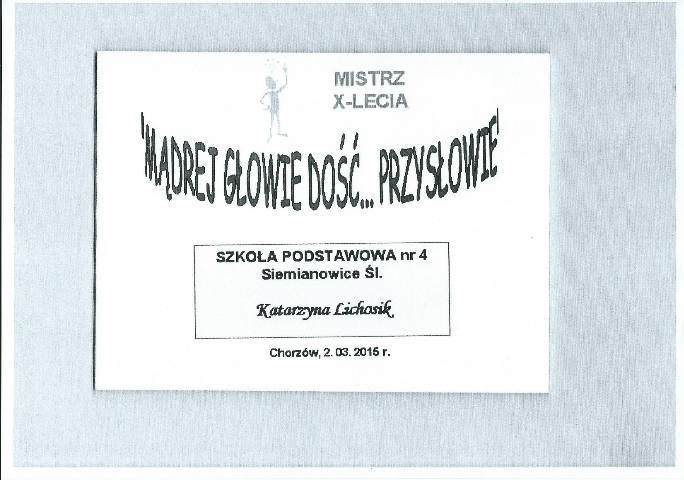 MISTRZ
X-LECIA
"MĄDREJ GŁOWIE DOŚĆ... PRZYSŁOWIE"
SZKOŁA PODSTAWOWA nr 4
Siemianowice Śl.
Katarzyna Lichosik
Chorzów, 2. 03. 2015 r.